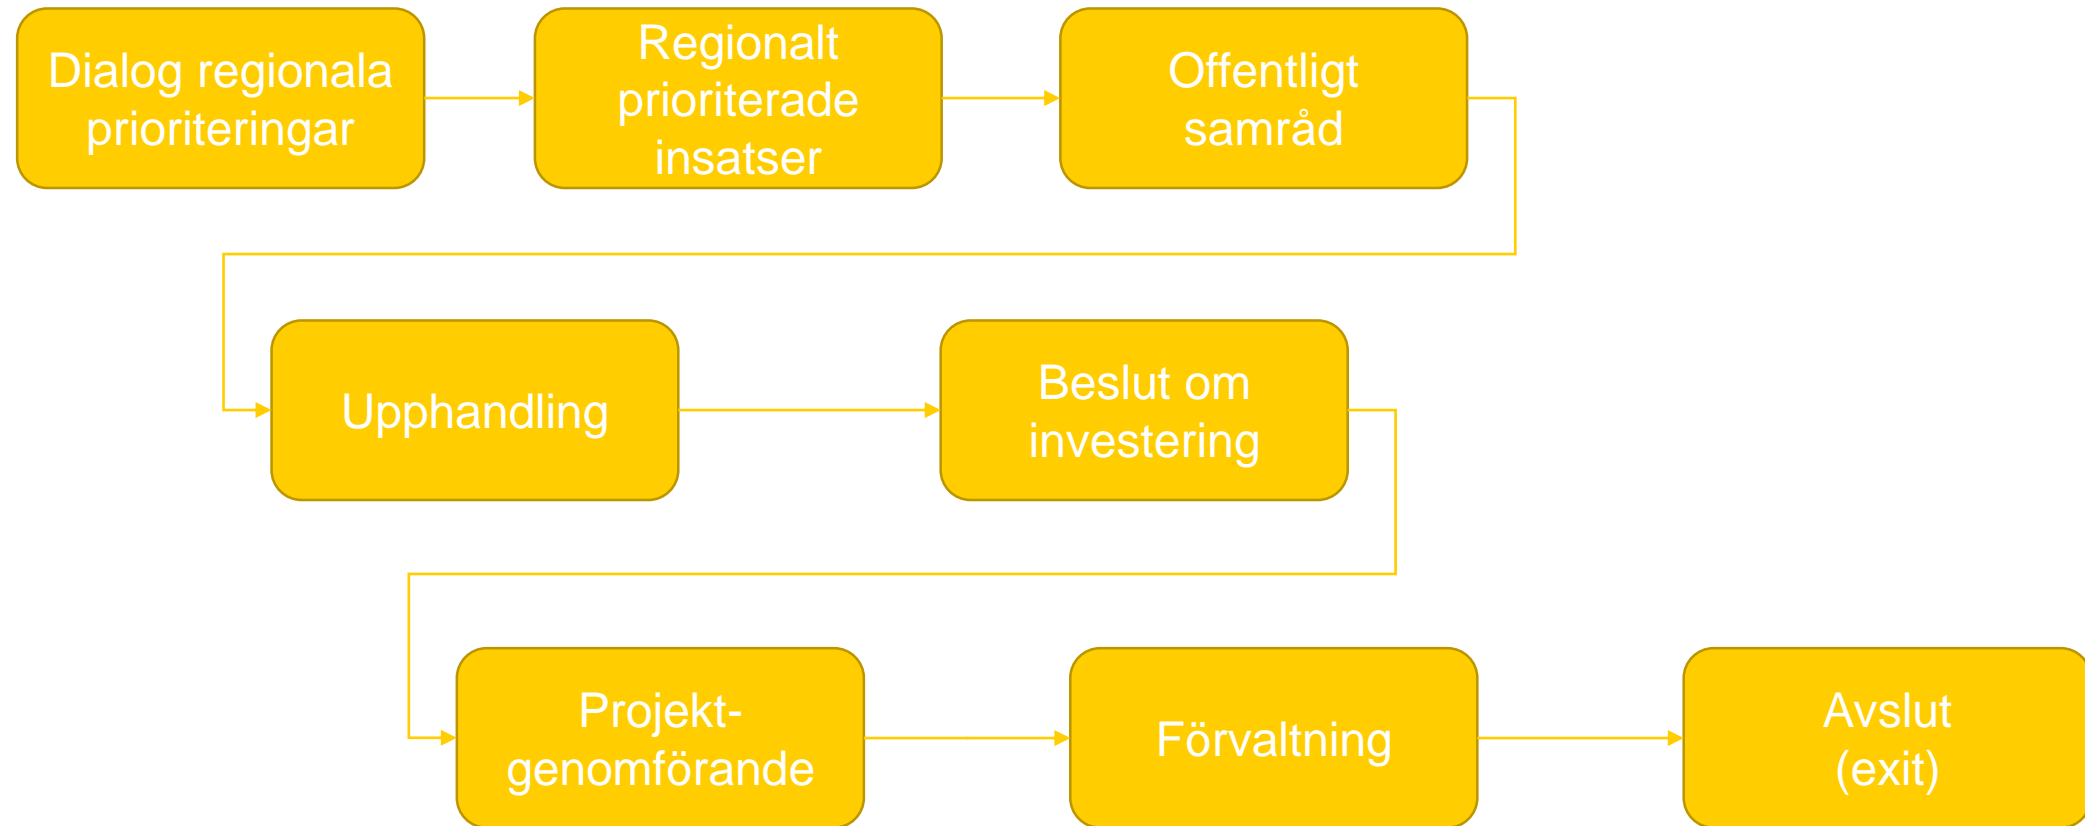 Dialog regionala
prioriteringar
Regionalt
prioriterade
insatser
Offentligt
samråd
Upphandling
Beslut om
investering
Projekt-
genomförande
Förvaltning
Avslut
(exit)